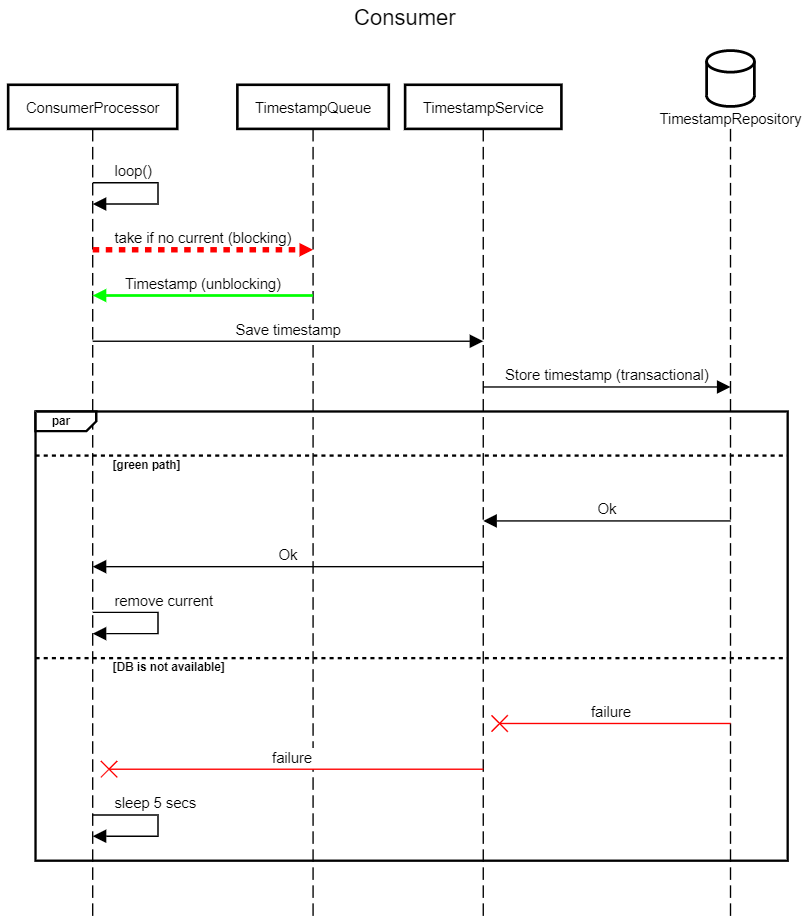 Consumer
ConsumerProcessor
TimestampQueue
TimestampService
TimestampRepository
loop()
take if no current (blocking)
Timestamp (unblocking)
Save timestamp
Store timestamp (transactional)
par
[green path]
Ok
Ok
remove current
[DB is not available]
failure
failure
sleep 5 secs